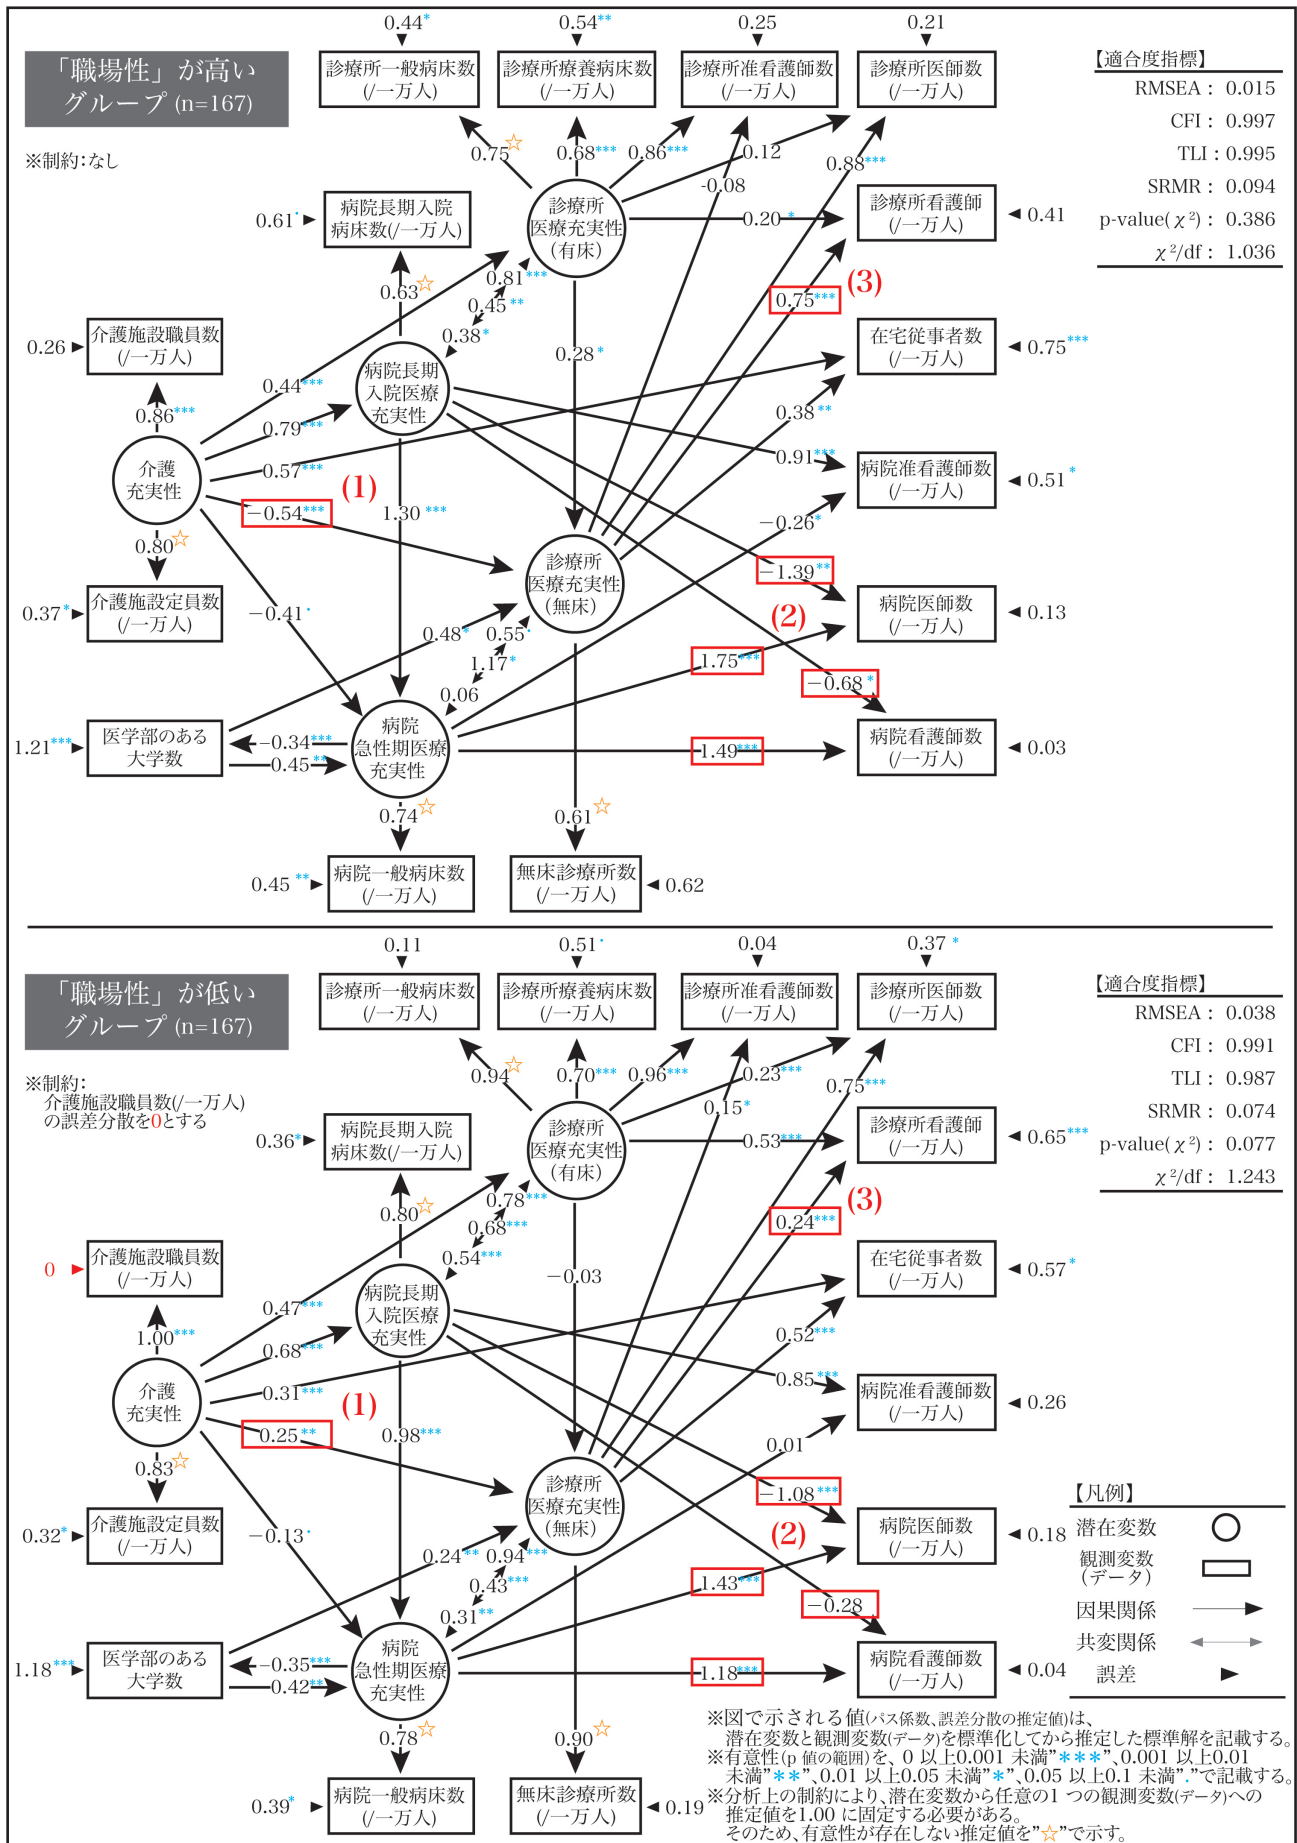 「職場性」が高い
グループ (n=167)
※制約：なし
0.44*
0.54**
0.25
0.21
診療所一般病床数
(/一万人)
診療所療養病床数
(/一万人)
診療所准看護師数
(/一万人)
診療所医師数
(/一万人)
【適合度指標】
RMSEA： 0.015
CFI： 0.997
TLI： 0.995
SRMR： 0.094
p-value(χ²)： 0.386
χ²/df： 1.036
0.75☆
0.68***
0.86***
0.12
-0.08
0.88***
0.61·
病院長期入院
病床数(/一万人)
診療所
医療充実性
(有床)
0.20*
診療所看護師
(/一万人)
0.41
0.63☆
0.81***
0.45**
0.38*
0.75***
(3)
0.26
介護施設職員数
(/一万人)
0.28*
在宅従事者数
(/一万人)
0.75***
0.86***
0.44***
病院長期
入院医療
充実性
0.79***
0.38**
0.57***
0.91***
介護
充実性
病院准看護師数
(/一万人)
0.51*
(1)
−0.54***
1.30***
−0.26*
0.80☆
診療所
医療充実性
(無床)
−1.39**
0.37*
介護施設定員数
(/一万人)
−0.41·
病院医師数
(/一万人)
0.13
(2)
0.48*
0.55·
1.17*
0.06
1.75***
−0.68*
1.21***
医学部のある
大学数
−0.34***
0.45**
病院
急性期医療
充実性
1.49***
病院看護師数
(/一万人)
0.03
0.74☆
0.61☆
0.45**
病院一般病床数
(/一万人)
無床診療所数
(/一万人)
0.62
「職場性」が低い
グループ (n=167)
※制約：
介護施設職員数(/一万人)
の誤差分散を0とする
0.11
0.51·
0.04
0.37*
診療所一般病床数
(/一万人)
診療所療養病床数
(/一万人)
診療所准看護師数
(/一万人)
診療所医師数
(/一万人)
【適合度指標】
RMSEA： 0.038
CFI： 0.991
TLI： 0.987
SRMR： 0.074
p-value(χ²)： 0.077
χ²/df： 1.243
0.94☆
0.70***
0.96***
0.23***
0.15*
0.75***
0.36*
病院長期入院
病床数(/一万人)
診療所
医療充実性
(有床)
0.53***
診療所看護師
(/一万人)
0.65***
0.80☆
0.78***
0.68***
0.54***
0.24***
(3)
0
介護施設職員数
(/一万人)
−0.03
在宅従事者数
(/一万人)
0.57*
1.00***
0.47***
病院長期
入院医療
充実性
0.68***
0.52***
0.31***
0.85***
介護
充実性
病院准看護師数
(/一万人)
0.26
(1)
0.25**
0.98***
0.01
0.83☆
診療所
医療充実性
(無床)
−1.08***
0.32*
介護施設定員数
(/一万人)
−0.13·
病院医師数
(/一万人)
0.18
(2)
0.24**
0.94***
0.43***
0.31**
1.43***
−0.28
1.18***
医学部のある
大学数
−0.35***
0.42**
病院
急性期医療
充実性
1.18***
病院看護師数
(/一万人)
0.04
0.78☆
0.90☆
0.39*
病院一般病床数
(/一万人)
無床診療所数
(/一万人)
0.19
【凡例】
潜在変数
観測変数
(データ)
因果関係
共変関係
誤差
※図で示される値(パス係数、誤差分散の推定値)は、
潜在変数と観測変数(データ)を標準化してから推定した標準解を記載する。
※有意性(p 値の範囲)を、0 以上0.001 未満"***"、0.001 以上0.01
未満"**"、0.01 以上0.05 未満"*"、0.05 以上0.1 未満"."で記載する。
※分析上の制約により、潜在変数から任意の1 つの観測変数(データ)への
推定値を1.00 に固定する必要がある。
そのため、有意性が存在しない推定値を"☆"で示す。